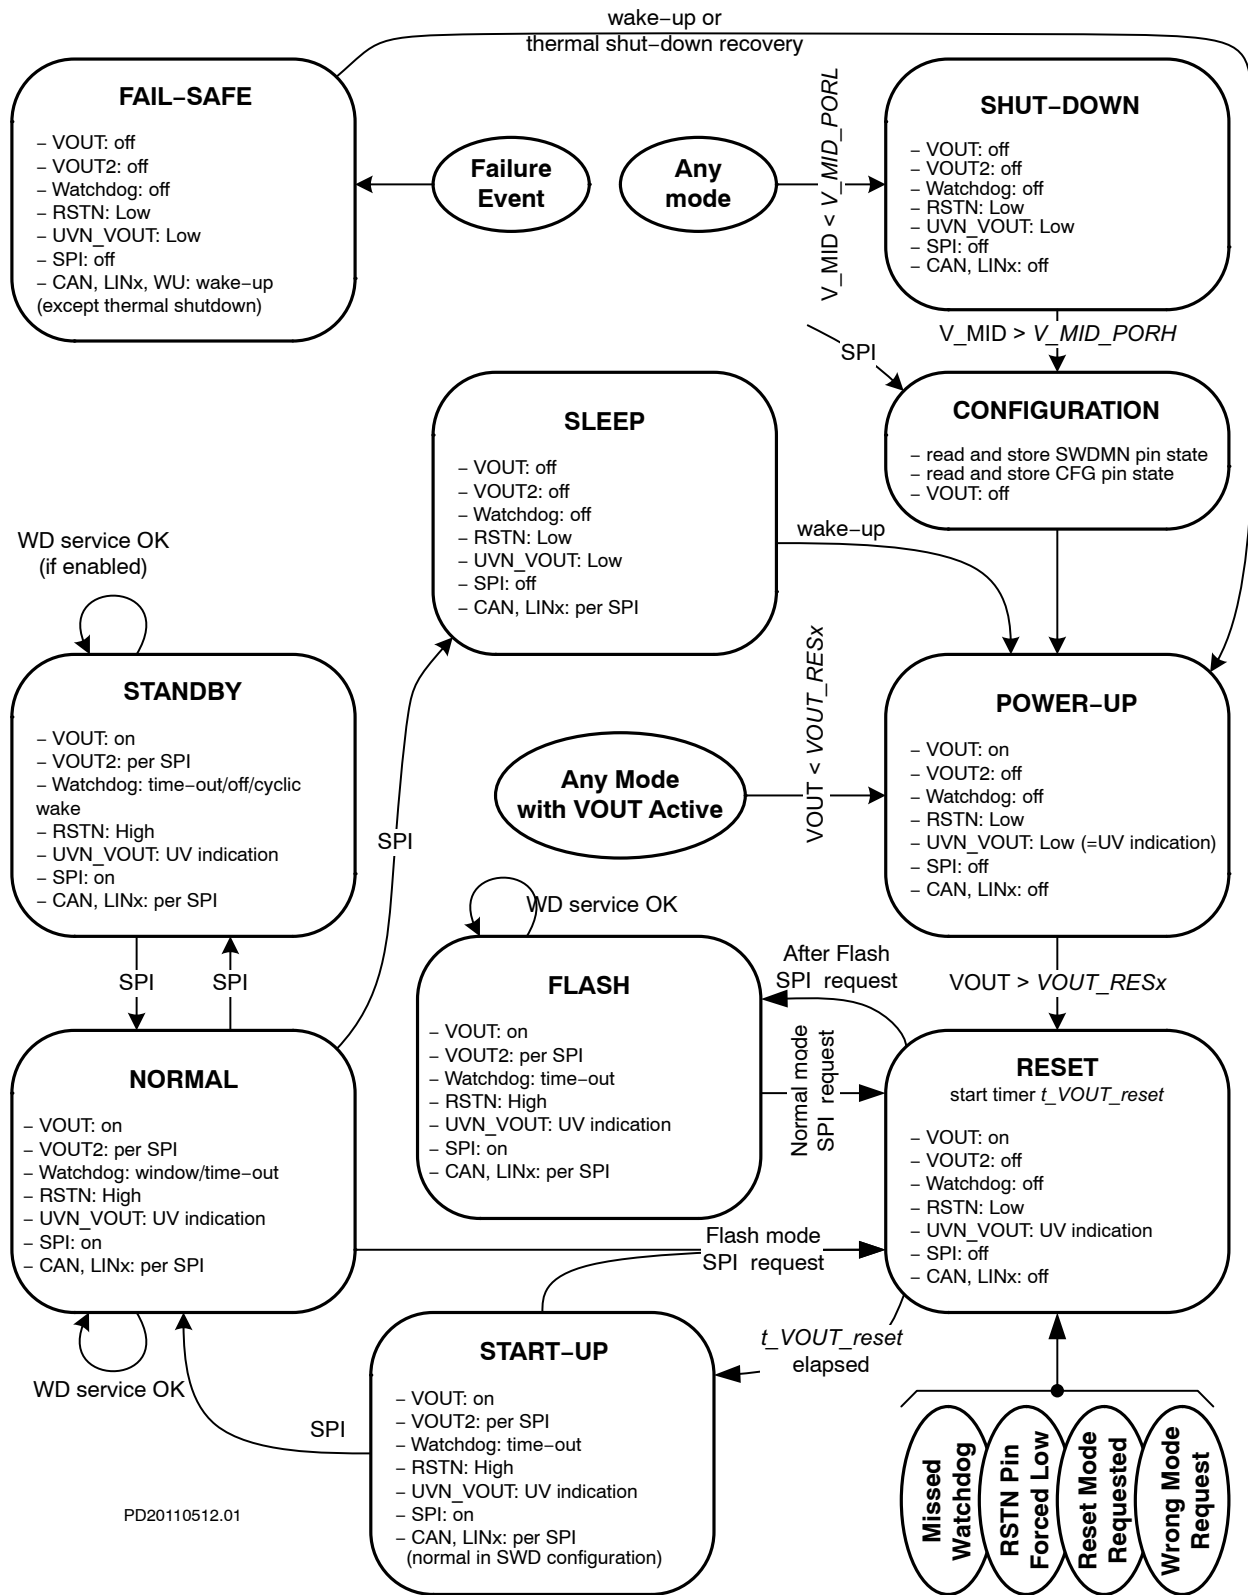 wake-up or
thermal shut-down recovery
FAIL-SAFE
- VOUT: off
- VOUT2: off
- Watchdog: off
- RSTN: Low
- UVN_VOUT: Low
- SPI: off
- CAN, LINx, WU: wake-up
(except thermal shutdown)
Failure
Event
Any
mode
V_MID < V_MID_PORL
SHUT-DOWN
- VOUT: off
- VOUT2: off
- Watchdog: off
- RSTN: Low
- UVN_VOUT: Low
- SPI: off
- CAN, LINx: off
V_MID > V_MID_PORH
SPI
CONFIGURATION
- read and store SWDMN pin state
- read and store CFG pin state
- VOUT: off
SLEEP
- VOUT: off
- VOUT2: off
- Watchdog: off
- RSTN: Low
- UVN_VOUT: Low
- SPI: off
- CAN, LINx: per SPI
wake-up
WD service OK
(if enabled)
STANDBY
- VOUT: on
- VOUT2: per SPI
- Watchdog: time-out/off/cyclic
wake
- RSTN: High
- UVN_VOUT: UV indication
- SPI: on
- CAN, LINx: per SPI
SPI
SPI
SPI
Any Mode
with VOUT Active
VOUT < VOUT_RESx
POWER-UP
- VOUT: on
- VOUT2: off
- Watchdog: off
- RSTN: Low
- UVN_VOUT: Low (=UV indication)
- SPI: off
- CAN, LINx: off
VOUT > VOUT_RESx
WD service OK
FLASH
- VOUT: on
- VOUT2: per SPI
- Watchdog: time-out
- RSTN: High
- UVN_VOUT: UV indication
- SPI: on
- CAN, LINx: per SPI
After Flash
SPI request
Normal mode
SPI request
NORMAL
- VOUT: on
- VOUT2: per SPI
- Watchdog: window/time-out
- RSTN: High
- UVN_VOUT: UV indication
- SPI: on
- CAN, LINx: per SPI
RESET
start timer t_VOUT_reset
- VOUT: on
- VOUT2: off
- Watchdog: off
- RSTN: Low
- UVN_VOUT: UV indication
- SPI: off
- CAN, LINx: off
Flash mode
SPI request
WD service OK
SPI
START-UP
- VOUT: on
- VOUT2: per SPI
- Watchdog: time-out
- RSTN: High
- UVN_VOUT: UV indication
- SPI: on
- CAN, LINx: per SPI
(normal in SWD configuration)
t_VOUT_reset
elapsed
Missed
Watchdog
RSTN Pin
Forced Low
Reset Mode
Requested
Wrong Mode
Request
PD20110512.01